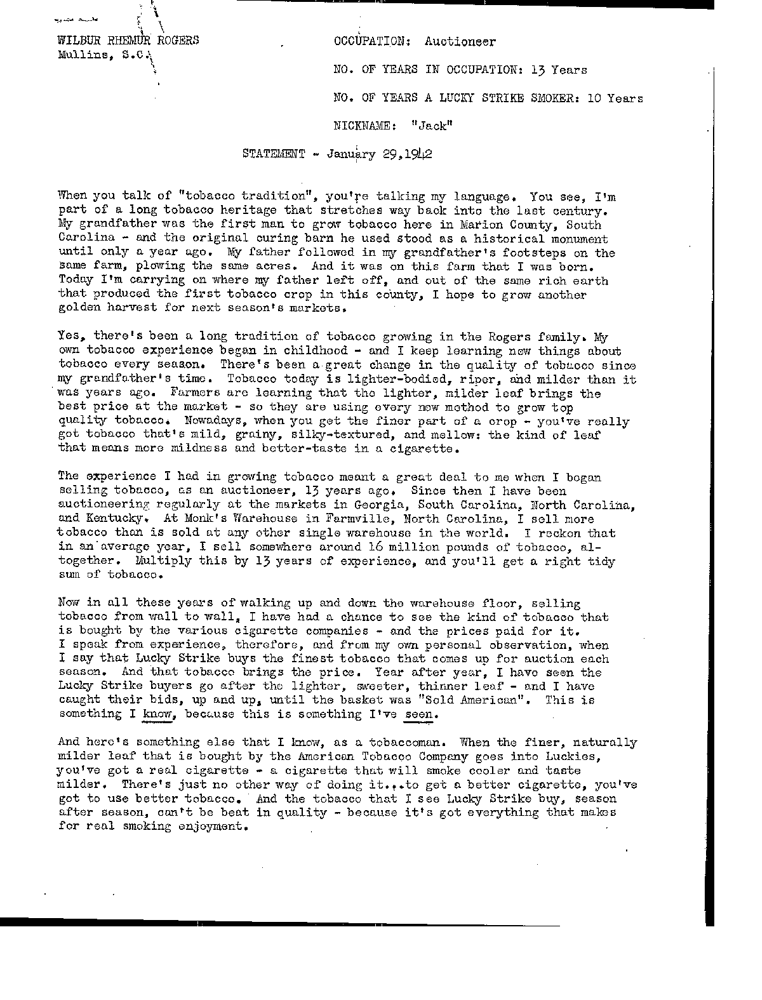 WILBUR RHEMUR ROGERS
Mullins, S.C.
OCCUPATION: Auctioneer
NO. OF YEARS IN OCCUPATION: 13 Years
NO. OF YEARS A LUCKY STRIKE SMOKER: 10 Years
NICKNAME: "Jack"
STATEMENT - January 29,1942
When you talk of "tobacco tradition", you're talking my language. You see, I'm
part of a long tobacco heritage that stretches way back into the last century.
My grandfather was the first man to grow tobacco here in Marion County, South
Carolina - and the original curing barn he used stood as a historical monument
until only a year ago. My father followed in my grandfather's footsteps on the
same farm, plowing the same acres. And it was on this farm that I was born.
Today I'm carrying on where my father left off, and out of the same rich earth
that produced the first tobacco crop in this county, I hope to grow another
golden harvest for next season's markets.
Yes, there's been a long tradition of tobacco growing in the Rogers family. My
own tobacco experience began in childhood - and I keep learning new things about
tobacco every season. There's been a great change in the quality of tobacco since
my grandfather's time. Tobacco today is lighter-bodied, riper, and milder than it
was years ago. Farmers are learning that the lighter, milder leaf brings the
best price at the market - so they are using every new method to grow top
quality tobacco. Nowadays, when you get the finer part of a crop - you've really
got tobacco that's mild, grainy, silky-textured, and mellow: the kind of leaf
that means more mildness and better-taste in a cigarette.
The experience I had in growing tobacco meant a great deal to me when I began
selling tobacco, as an auctioneer, 13 years ago. Since then I have been
auctioneering regularly at the markets in Georgia, South Carolina, North Carolina,
and Kentucky. At Monk's Warehouse in Farmville, North Carolina, I sell more
tobacco than is sold at any other single warehouse in the world. I reckon that
in an average year, I sell somewhere around 16 million pounds of tobacco, al-
together. Multiply this by 13 years of experience, and you'll get a right tidy
sum of tobacco.
Now in all these years of walking up and down the warehouse floor, selling
tobacco from wall to wall, I have had a chance to see the kind of tobacco that
is bought by the various cigarette companies - and the prices paid for it.
I speak from experience, therefore, and from my own personal observation, when
I say that Lucky Strike buys the finest tobacco that comes up for auction each
season. And that tobacco brings the price. Year after year, I have seen the
Lucky Strike buyers go after the lighter, sweeter, thinner leaf - and I have
caught their bids, up and up, until the basket was "Sold American". This is
something I know, because this is something I've seen.
And here's something else that I know, as a tobaccoman. When the finer, naturally
milder leaf that is bought by the American Tobacco Company goes into Luckies,
you've got a real cigarette - a cigarette that will smoke cooler and taste
milder. There's just no other way of doing it...to get a better cigarette, you've
got to use better tobacco. And the tobacco that I see Lucky Strike buy, season
after season, can't be beat in quality - because it's got everything that makes
for real smoking enjoyment.